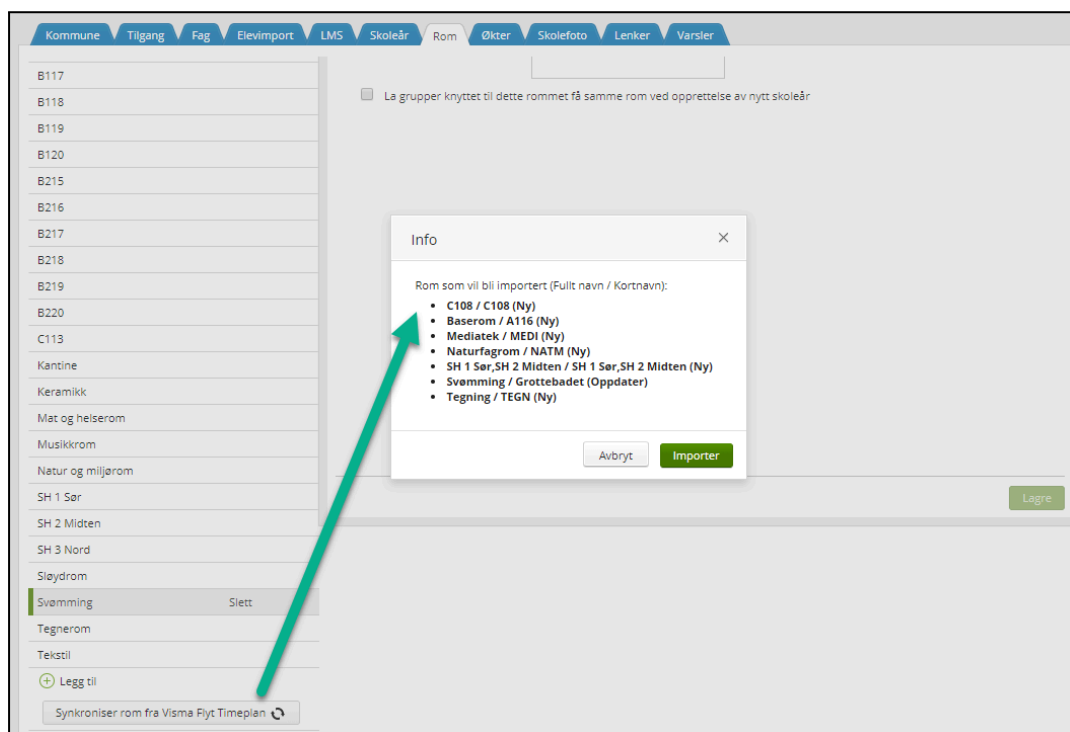 Kommune Tilgang Fag Elevimport LMS Skoleår Rom Økter Skolefoto Lenker Varsler
B117
B118
B119
B120
B215
B216
B217
B218
B219
B220
C113
Kantine
Keramikk
Mat og helserom
Musikkrom
Natur og miljørom
SH 1 Sør
SH 2 Midten
SH 3 Nord
Sløydrom
Svømming Slett
Tegnerom
Tekstil
Legg til
Synkroniser rom fra Visma Flyt Timeplan
La grupper knyttet til dette rommet få samme rom ved opprettelse av nytt skoleår
Info
Rom som vil bli importert (Fullt navn / Kortnavn):
• C108 / C108 (Ny)
• Baserom / A116 (Ny)
• Mediatek / MEDI (Ny)
• Naturfagrom / NATM (Ny)
• SH 1 Sør,SH 2 Midten / SH 1 Sør,SH 2 Midten (Ny)
• Svømming / Grottebadet (Oppdater)
• Tegning / TEGN (Ny)
Avbryt Importer
Lagre